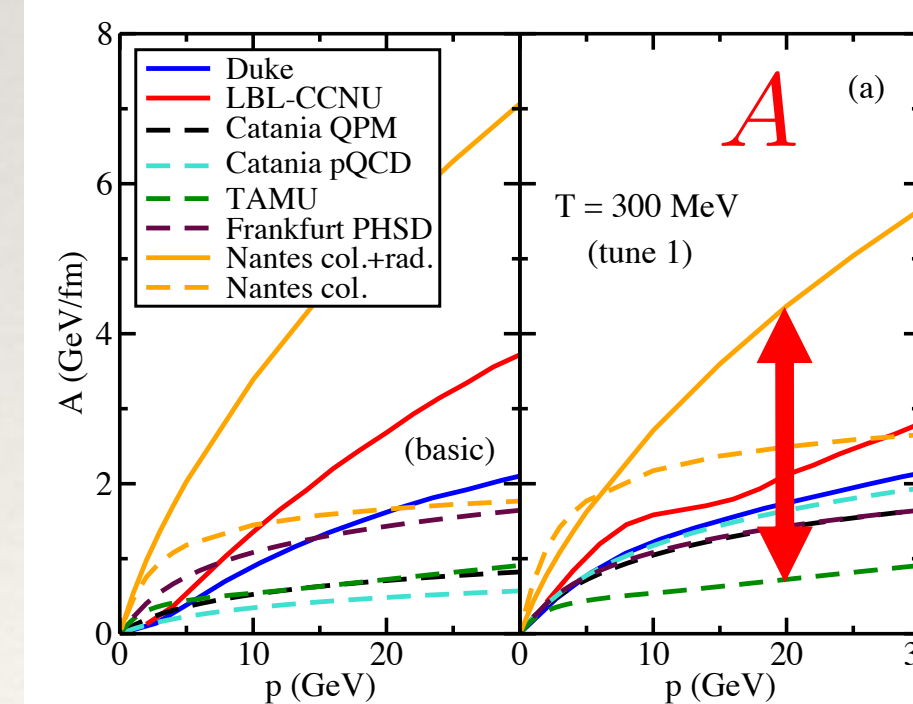 8
6
4
2
0
A (GeV/fm)
Duke
LBL-CCNU
Catania QPM
Catania pQCD
TAMU
Frankfurt PHSD
Nantes col.+rad.
Nantes col.
(basic)
0 10 20
p (GeV)
A
(a)
T = 300 MeV
(tune 1)
0 10 20
p (GeV)